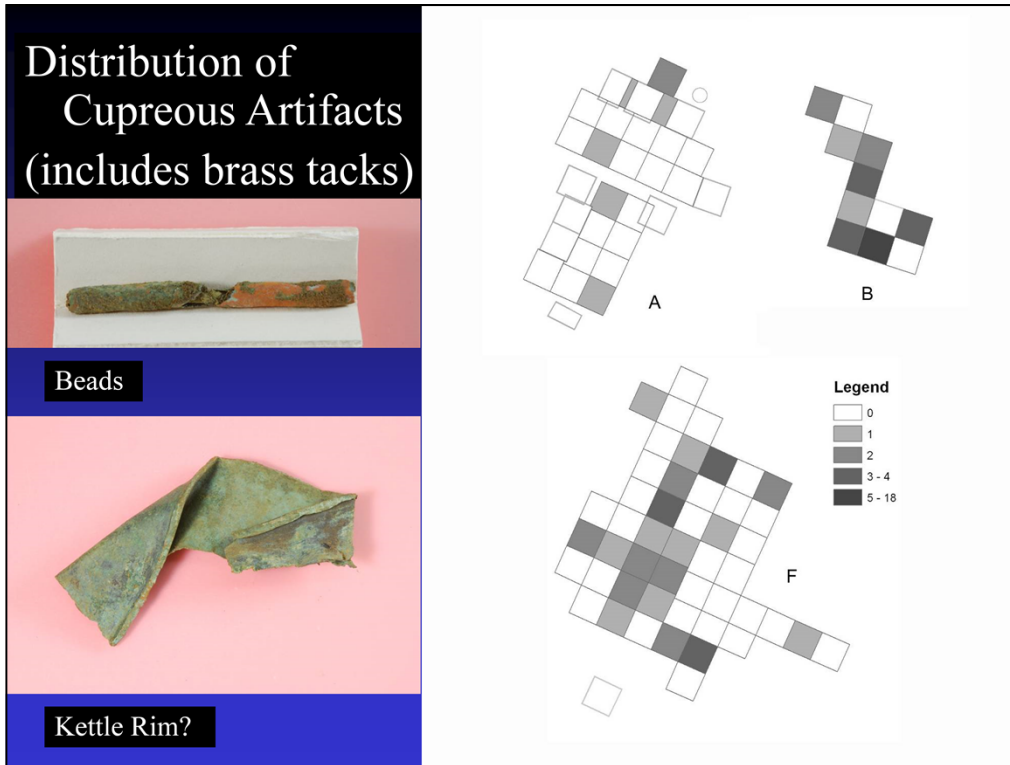 Distribution of
Cupreous Artifacts
(includes brass tacks)
Beads
Kettle Rim?
A
B
F
Legend
0
1
2
3 - 4
5 - 18